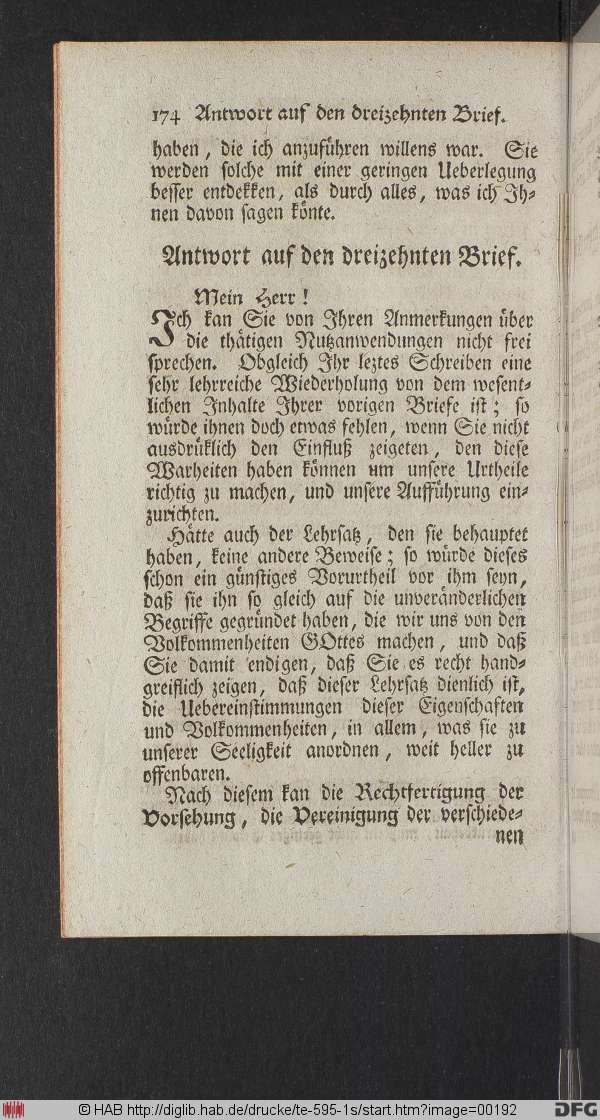 174 Antwort auf den dreizehnten Brief.
haben, die ich anzuführen willens war. Sie
werden solche mit einer geringen Ueberlegung
besser entdekken, als durch alles, was ich Ih-
nen davon sagen könte.
Antwort auf den dreizehnten Brief.
Mein Herr!
Ich kan Sie von Ihren Anmerkungen über
die thätigen Nutzanwendungen nicht frei
sprechen. Obgleich Ihr leztes Schreiben eine
sehr lehrreiche Wiederholung von dem wesent-
lichen Inhalte Ihrer vorigen Briefe ist; so
würde ihnen doch etwas fehlen, wenn Sie nicht
ausdrüklich den Einfluß zeigeten, den diese
Warheiten haben können um unsere Urtheile
richtig zu machen, und unsere Aufführung ein-
zurichten.
Hätte auch der Lehrsatz, den sie behauptet
haben, keine andere Beweise; so würde dieses
schon ein günstiges Vorurtheil vor ihm seyn,
daß sie ihn so gleich auf die unveränderlichen
Begriffe gegründet haben, die wir uns von den
Volkommenheiten GOttes machen, und daß
Sie damit endigen, daß Sie es recht hand-
greiflich zeigen, daß dieser Lehrsatz dienlich ist,
die Uebereinstimmungen dieser Eigenschaften
und Volkommenheiten, in allem, was sie zu
unserer Seeligkeit anordnen, weit heller zu
offenbaren.
Nach diesem kan die Rechtfertigung der
Vorsehung, die Vereinigung der verschiede-
nen
© HAB http://diglib.hab.de/drucke/te-595-1s/start.htm?image=00192
DFG